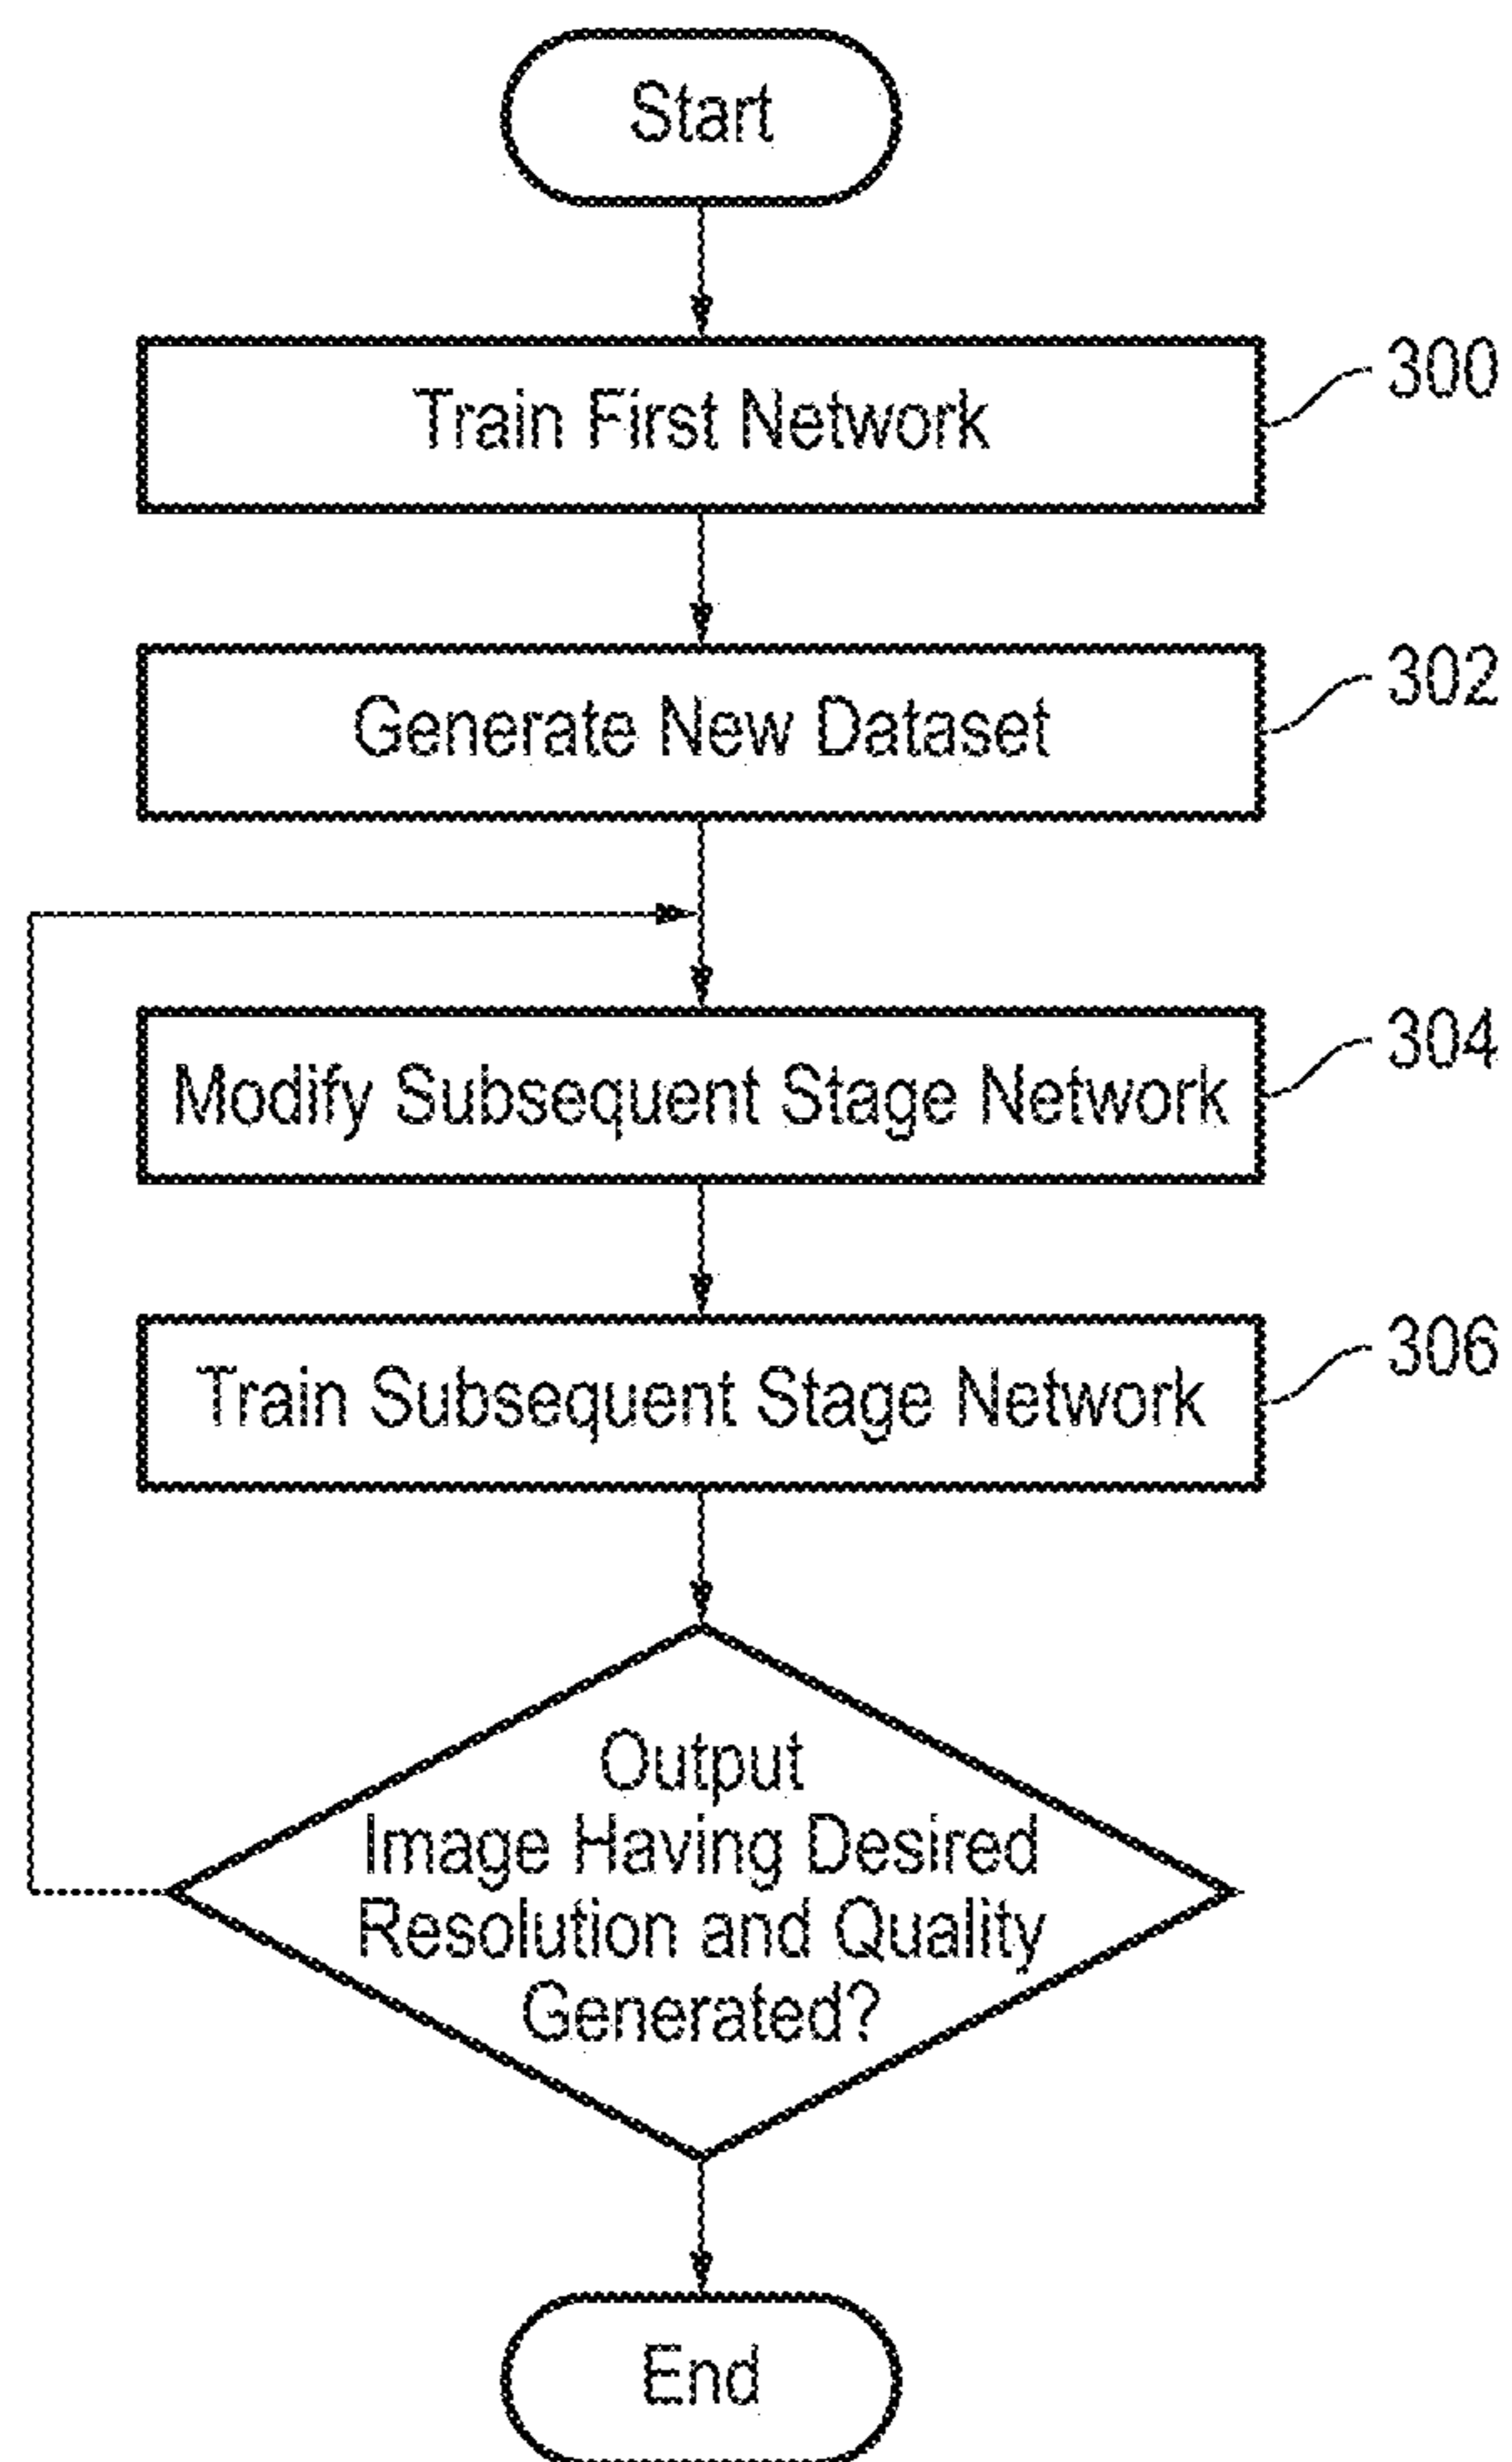 Start
Train First Network
300
Generate New Dataset
302
Modify Subsequent Stage Network
304
Train Subsequent Stage Network
306
Output
Image Having Desired
Resolution and Quality
Generated?
End